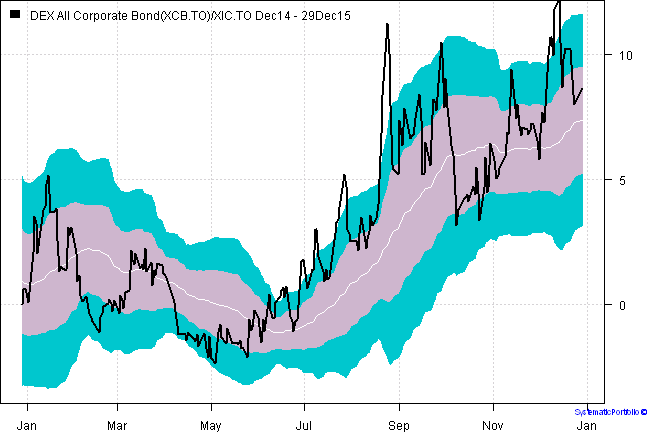 DEX All Corporate Bond(XCB.TO)/XIC.TO Dec14 - 29Dec15
10
5
0
Jan Mar May Jul Sep Nov Jan
SystematicPortfolio ©